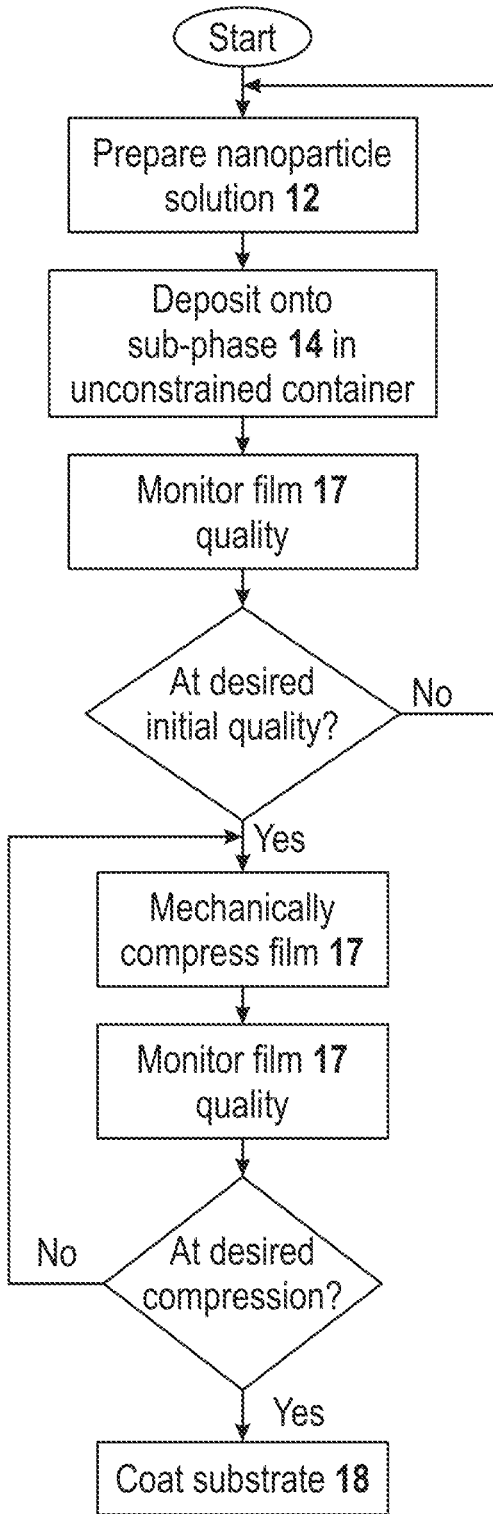 Start
Prepare nanoparticle
solution 12
Deposit onto
sub-phase 14 in
unconstrained container
Monitor film 17
quality
At desired
initial quality?
No
Yes
Mechanically
compress film 17
Monitor film 17
quality
At desired
compression?
No
Yes
Coat substrate 18